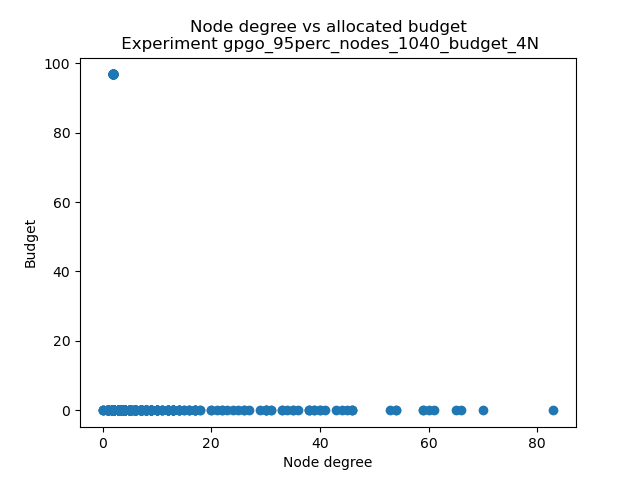 Node degree vs allocated budget
Experiment gpgo_95perc_nodes_1040_budget_4N
100
80
60
40
20
0
Budget
0 20 40 60 80
Node degree